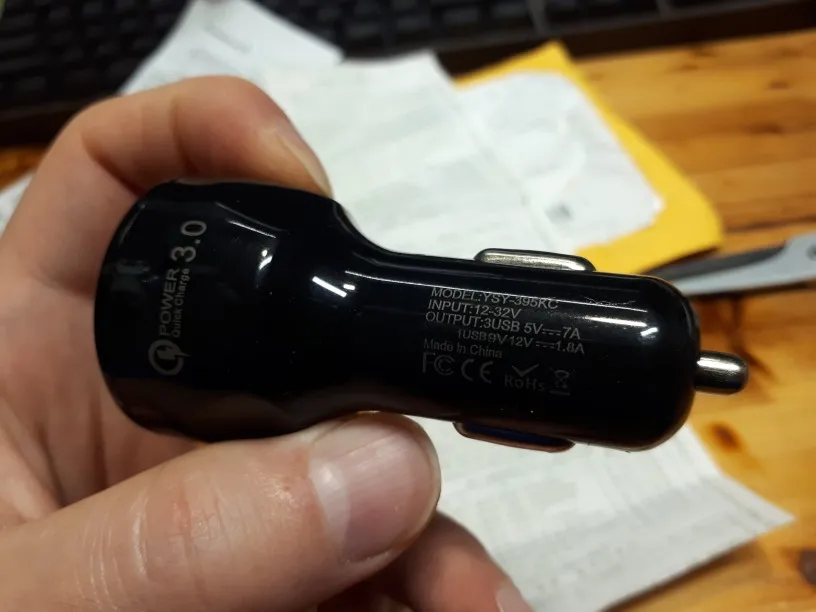 POWER 3.0
Quick Charge
MODEL:YSY-395KC
INPUT:12-32V
OUTPUT:3USB 5V⎓7A
1USB9V12V⎓1.8A
Made in China
FC CE RoHS